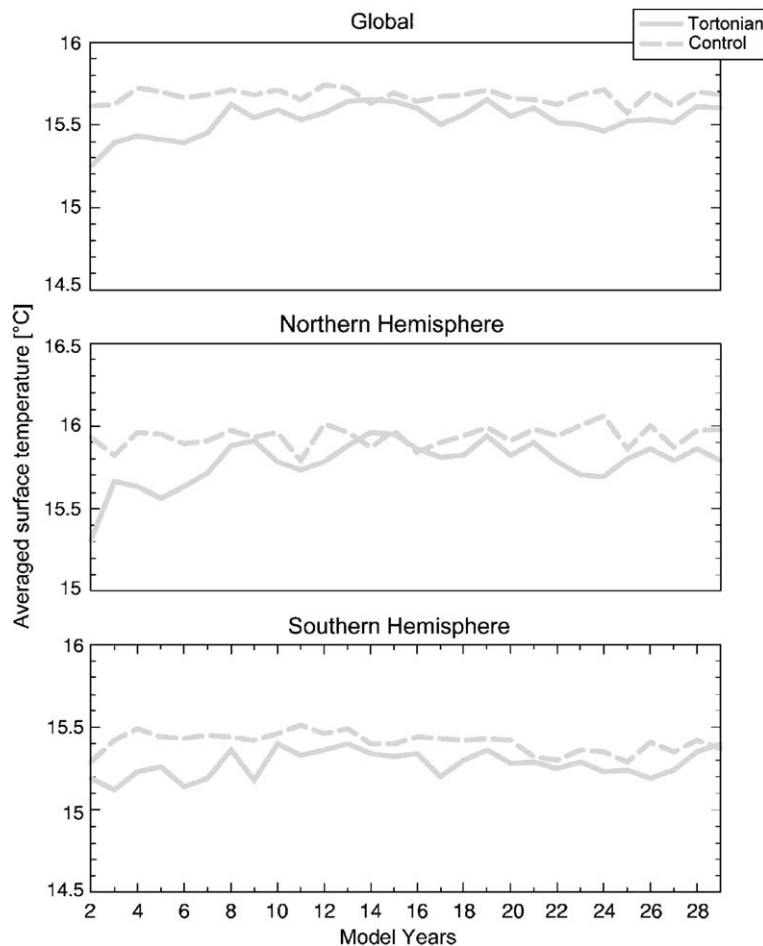 Global
Tortonian
Control
16
15.5
15
14.5
Averaged surface temperature [°C]
Northern Hemisphere
16.5
16
15.5
15
Southern Hemisphere
16
15.5
15
14.5
2 4 6 8 10 12 14 16 18 20 22 24 26 28
Model Years